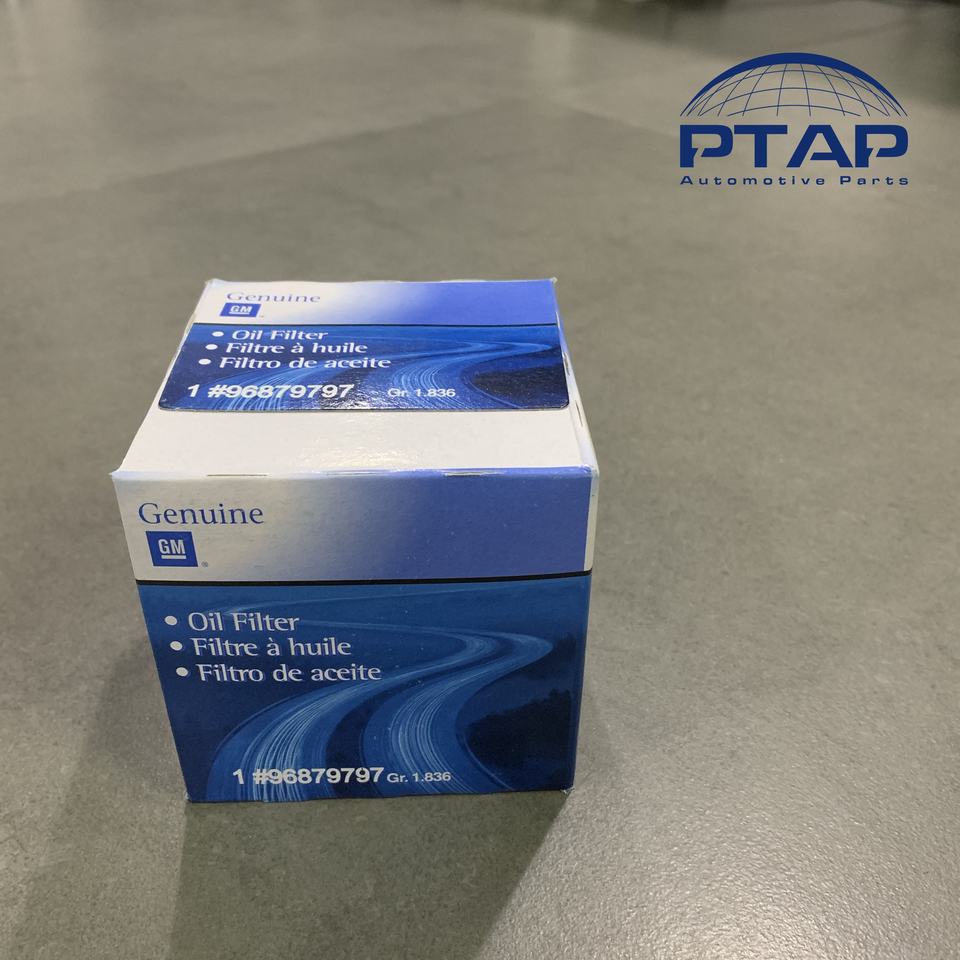 PTAP
Automotive Parts
Genuine
GM
• Oil Filter
• Filtre à huile
• Filtro de aceite
1 #96879797 Gr. 1.836
Genuine
GM®
• Oil Filter
• Filtre à huile
• Filtro de aceite
1 #96879797 Gr. 1.836